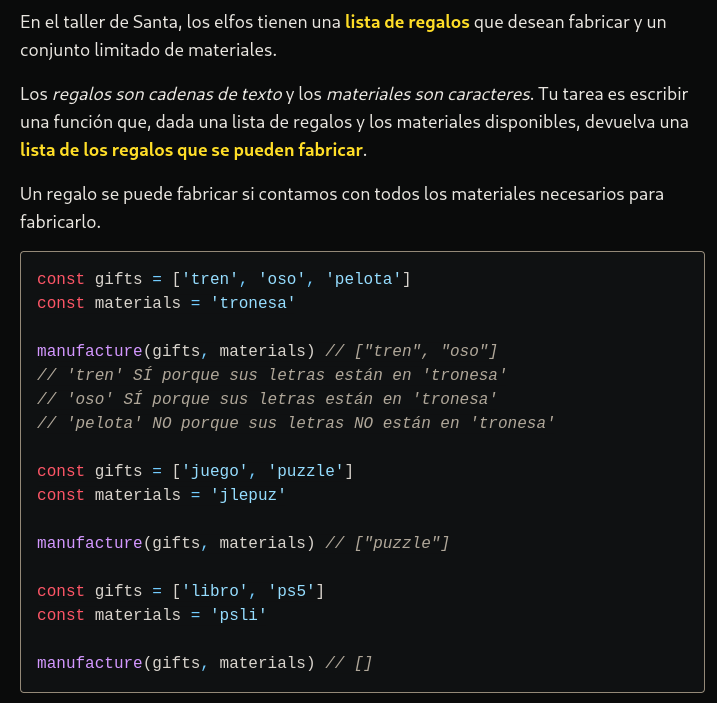 En el taller de Santa, los elfos tienen una lista de regalos que desean fabricar y un
conjunto limitado de materiales.
Los regalos son cadenas de texto y los materiales son caracteres. Tu tarea es escribir
una función que, dada una lista de regalos y los materiales disponibles, devuelva una
lista de los regalos que se pueden fabricar.
Un regalo se puede fabricar si contamos con todos los materiales necesarios para
fabricarlo.
const gifts = ['tren', 'oso', 'pelota']
const materials = 'tronesa'
manufacture(gifts, materials) // ["tren", "oso"]
// 'tren' SÍ porque sus letras están en 'tronesa'
// 'oso' SÍ porque sus letras están en 'tronesa'
// 'pelota' NO porque sus letras NO están en 'tronesa'
const gifts = ['juego', 'puzzle']
const materials = 'jlepuz'
manufacture(gifts, materials) // ["puzzle"]
const gifts = ['libro', 'ps5']
const materials = 'psli'
manufacture(gifts, materials) // []